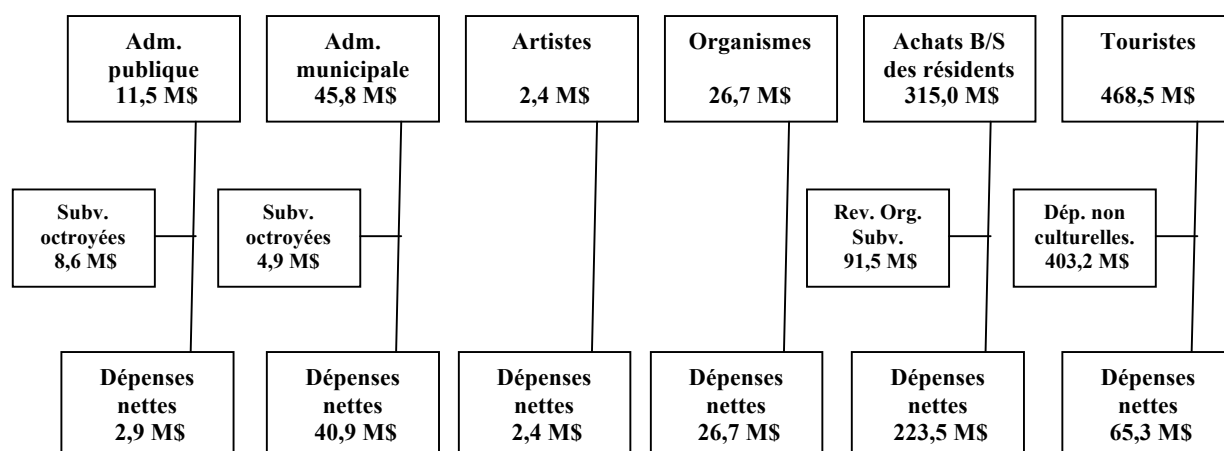 Adm.
publique
11,5 M$
Adm.
municipale
45,8 M$
Artistes
2,4 M$
Organismes
26,7 M$
Achats B/S
des résidents
315,0 M$
Touristes
468,5 M$
Subv.
octroyées
8,6 M$
Subv.
octroyées
4,9 M$
Rev. Org.
Subv.
91,5 M$
Dép. non
culturelles.
403,2 M$
Dépenses
nettes
2,9 M$
Dépenses
nettes
40,9 M$
Dépenses
nettes
2,4 M$
Dépenses
nettes
26,7 M$
Dépenses
nettes
223,5 M$
Dépenses
nettes
65,3 M$